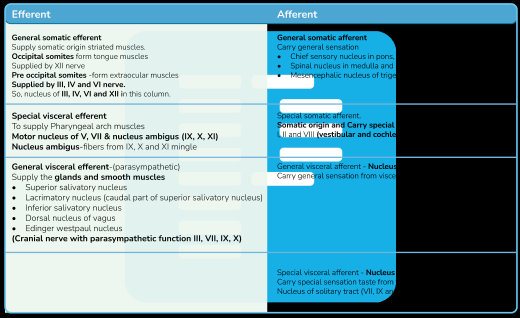 Efferent
Afferent
General somatic efferent
Supply somatic origin striated muscles.
Occipital somites form tongue muscles
Supplied by XII nerve
Pre occipital somites -form extraocular muscles
Supplied by III, IV and VI nerve.
So, nucleus of III, IV, VI and XII in this column.
General somatic afferent
Carry general sensation
• Chief sensory nucleus in pons,
• Spinal nucleus in medulla and
• Mesencephalic nucleus of trige
Special visceral efferent
To supply Pharyngeal arch muscles
Motor nucleus of V, VII & nucleus ambigus (IX, X, XI)
Nucleus ambigus-fibers from IX, X and XI mingle
Special somatic afferent,
Somatic origin and Carry special
I, II and VIII (vestibular and cochle
General visceral efferent-(parasympathetic)
Supply the glands and smooth muscles
• Superior salivatory nucleus
• Lacrimatory nucleus (caudal part of superior salivatory nucleus)
• Inferior salivatory nucleus
• Dorsal nucleus of vagus
• Edinger westpaul nucleus
(Cranial nerve with parasympathetic function III, VII, IX, X)
General visceral afferent - Nucleus
Carry general sensation from visce
Special visceral afferent - Nucleus
Carry special sensation taste from
Nucleus of solitary tract (VII, IX an